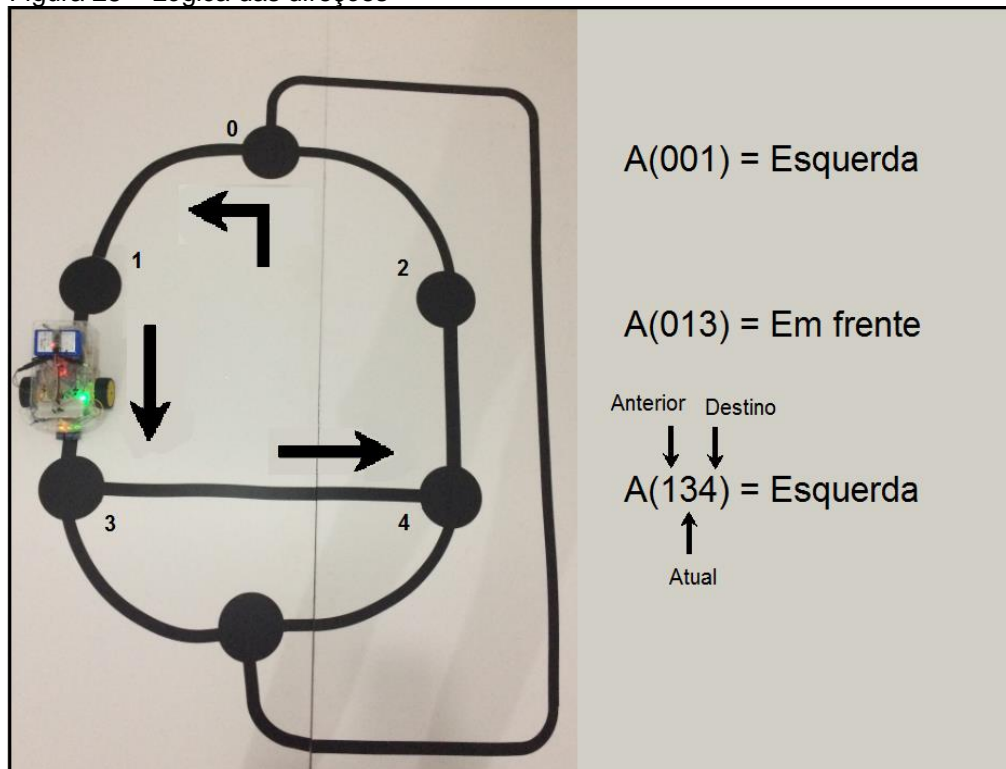 Figura 23 – Lógica das direções
0
1
2
3
4
A(001) = Esquerda
A(013) = Em frente
Anterior Destino
A(134) = Esquerda
Atual